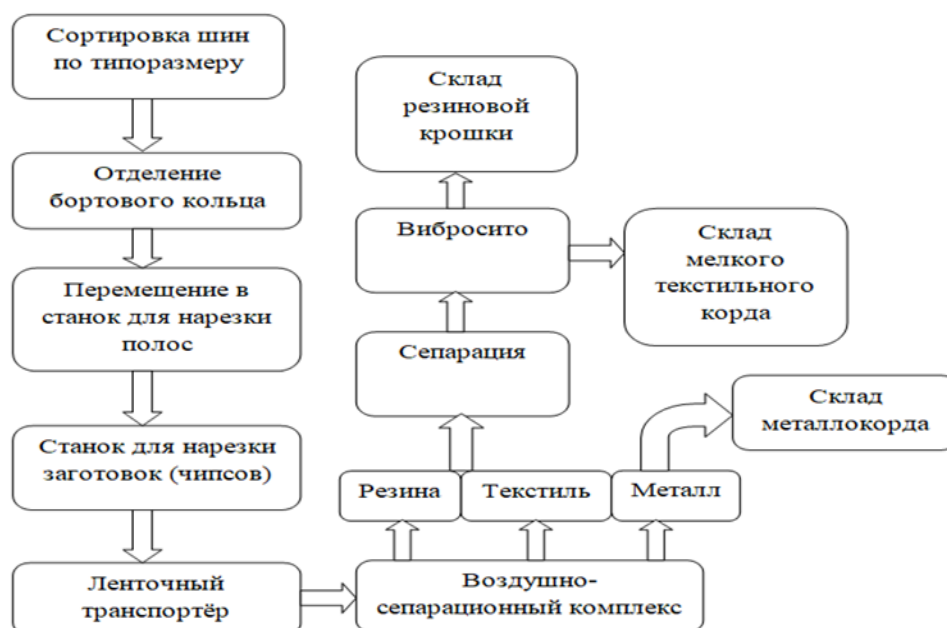 Сортировка шин
по типоразмеру
Отделение
бортового кольца
Перемещение в
станок для нарезки
полос
Станок для нарезки
заготовок (чипсов)
Ленточный
транспортёр
Воздушно-
сепарационный комплекс
Резина
Текстиль
Металл
Склад
металлокорда
Сепарация
Вибросито
Склад
мелкого
текстильного
корда
Склад
резиновой
крошки